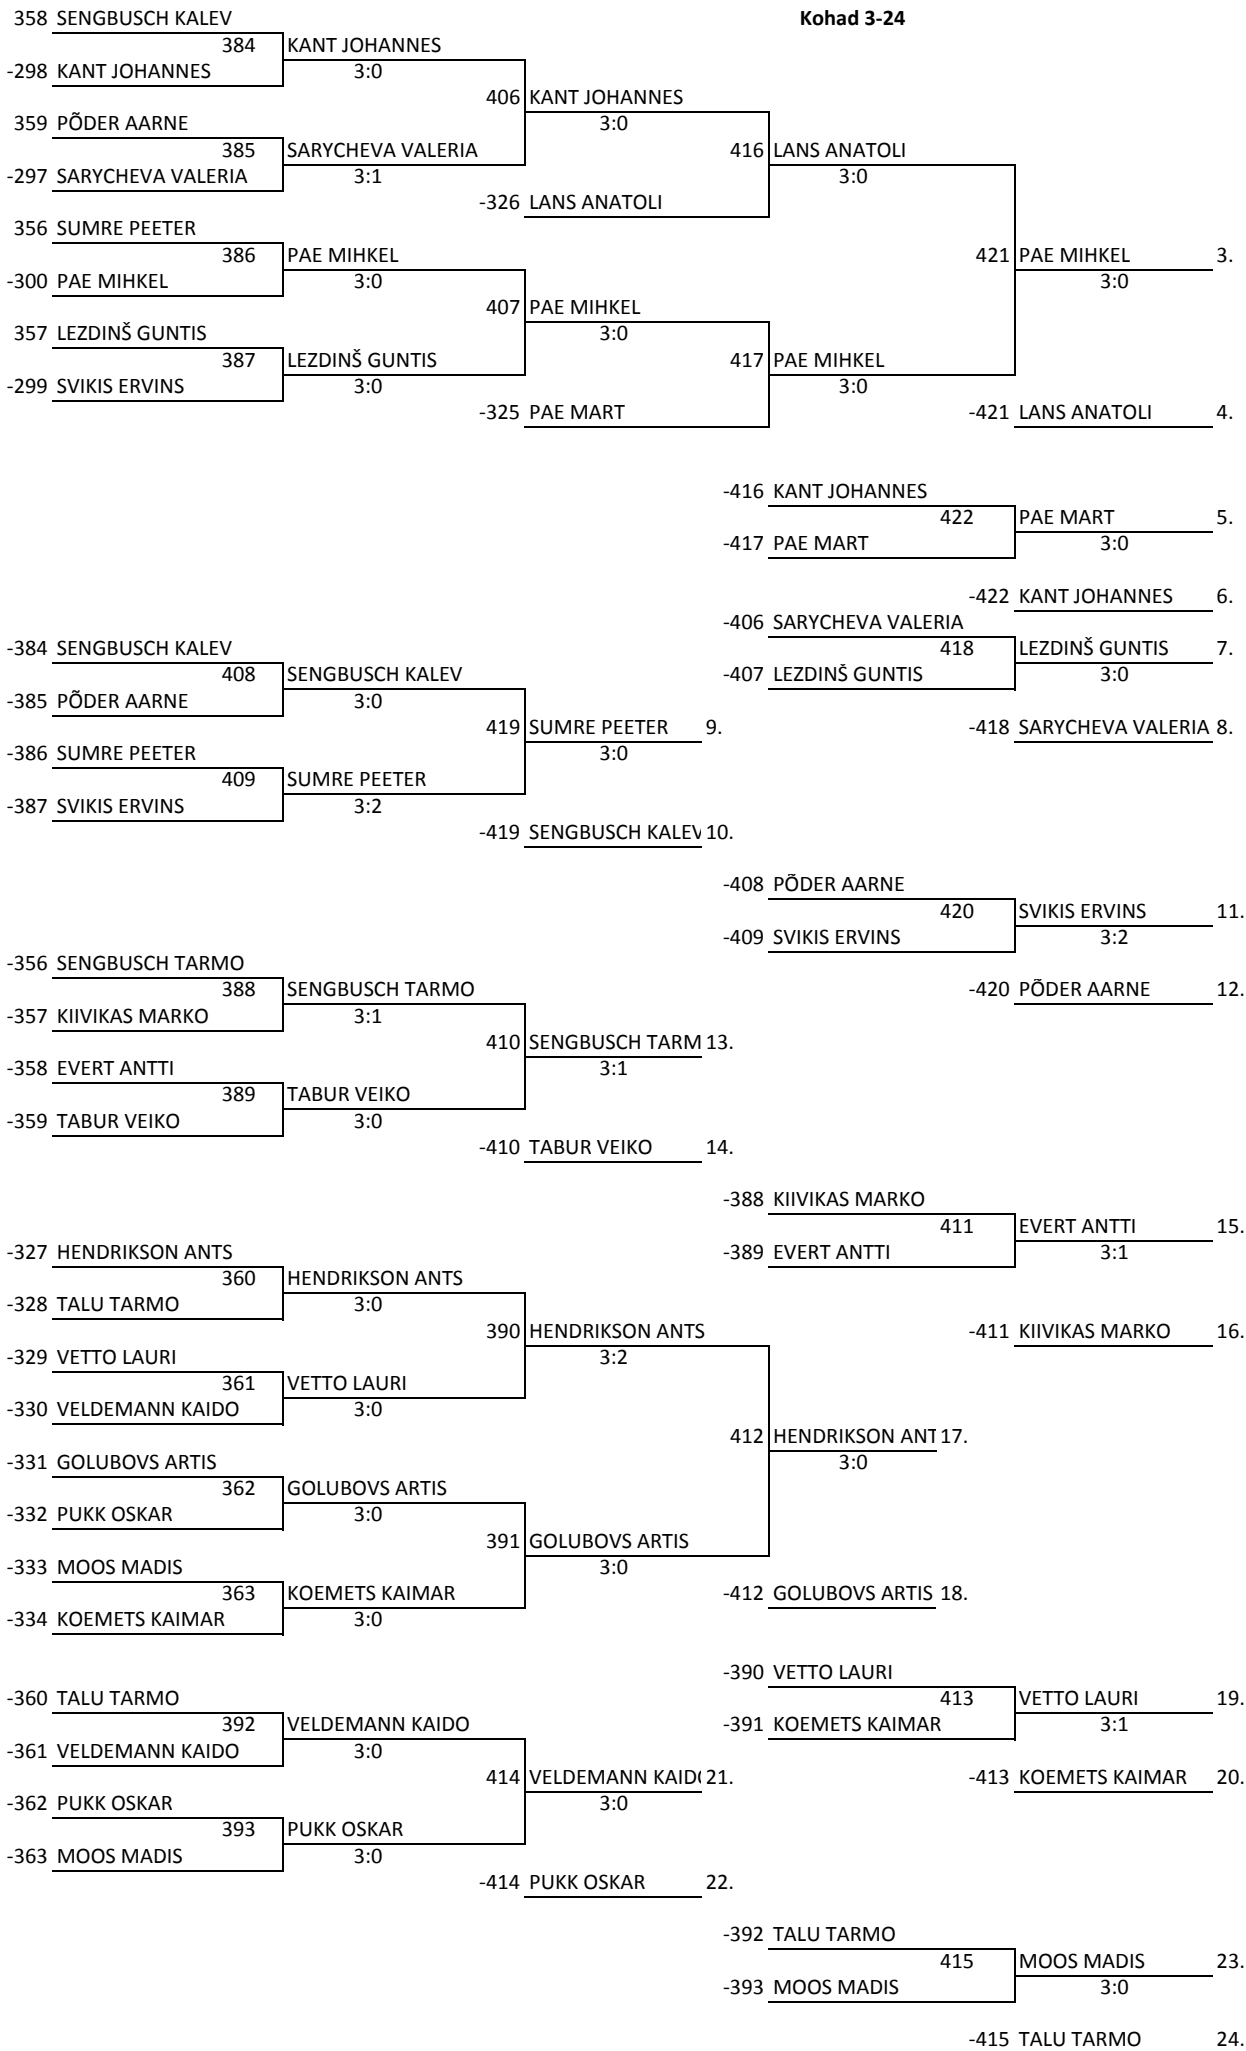 358 SENGBUSCH KALEV Kohad 3-24
384 KANT JOHANNES
-298 KANT JOHANNES 3:0
406 KANT JOHANNES
359 PÕDER AARNE 3:0
385 SARYCHEVA VALERIA 416 LANS ANATOLI
-297 SARYCHEVA VALERIA 3:1 3:0
-326 LANS ANATOLI
356 SUMRE PEETER
386 PAE MIHKEL 421 PAE MIHKEL 3.
-300 PAE MIHKEL 3:0 3:0
407 PAE MIHKEL
357 LEZDINŠ GUNTIS 3:0
387 LEZDINŠ GUNTIS 417 PAE MIHKEL
-299 SVIKIS ERVINS 3:0 3:0
-325 PAE MART -421 LANS ANATOLI 4.
-416 KANT JOHANNES
422 PAE MART 5.
-417 PAE MART 3:0
-422 KANT JOHANNES 6.
-406 SARYCHEVA VALERIA
-384 SENGBUSCH KALEV 418 LEZDINŠ GUNTIS 7.
408 SENGBUSCH KALEV -407 LEZDINŠ GUNTIS 3:0
-385 PÕDER AARNE 3:0
419 SUMRE PEETER 9. -418 SARYCHEVA VALERIA 8.
-386 SUMRE PEETER 3:0
409 SUMRE PEETER
-387 SVIKIS ERVINS 3:2
-419 SENGBUSCH KALEV 10.
-408 PÕDER AARNE
420 SVIKIS ERVINS 11.
-409 SVIKIS ERVINS 3:2
-356 SENGBUSCH TARMO
388 SENGBUSCH TARMO -420 PÕDER AARNE 12.
-357 KIIVIKAS MARKO 3:1
410 SENGBUSCH TARM 13.
-358 EVERT ANTTI 3:1
389 TABUR VEIKO
-359 TABUR VEIKO 3:0
-410 TABUR VEIKO 14.
-388 KIIVIKAS MARKO
411 EVERT ANTTI 15.
-327 HENDRIKSON ANTS -389 EVERT ANTTI 3:1
360 HENDRIKSON ANTS
-328 TALU TARMO 3:0
390 HENDRIKSON ANTS -411 KIIVIKAS MARKO 16.
-329 VETTO LAURI 3:2
361 VETTO LAURI
-330 VELDEMANN KAIDO 3:0
412 HENDRIKSON ANT 17.
-331 GOLUBOVS ARTIS 3:0
362 GOLUBOVS ARTIS
-332 PUKK OSKAR 3:0
391 GOLUBOVS ARTIS
-333 MOOS MADIS 3:0
363 KOEMETS KAIMAR -412 GOLUBOVS ARTIS 18.
-334 KOEMETS KAIMAR 3:0
-390 VETTO LAURI
-360 TALU TARMO 413 VETTO LAURI 19.
392 VELDEMANN KAIDO -391 KOEMETS KAIMAR 3:1
-361 VELDEMANN KAIDO 3:0
414 VELDEMANN KAIDO 21. -413 KOEMETS KAIMAR 20.
-362 PUKK OSKAR 3:0
393 PUKK OSKAR
-363 MOOS MADIS 3:0
-414 PUKK OSKAR 22.
-392 TALU TARMO
415 MOOS MADIS 23.
-393 MOOS MADIS 3:0
-415 TALU TARMO 24.